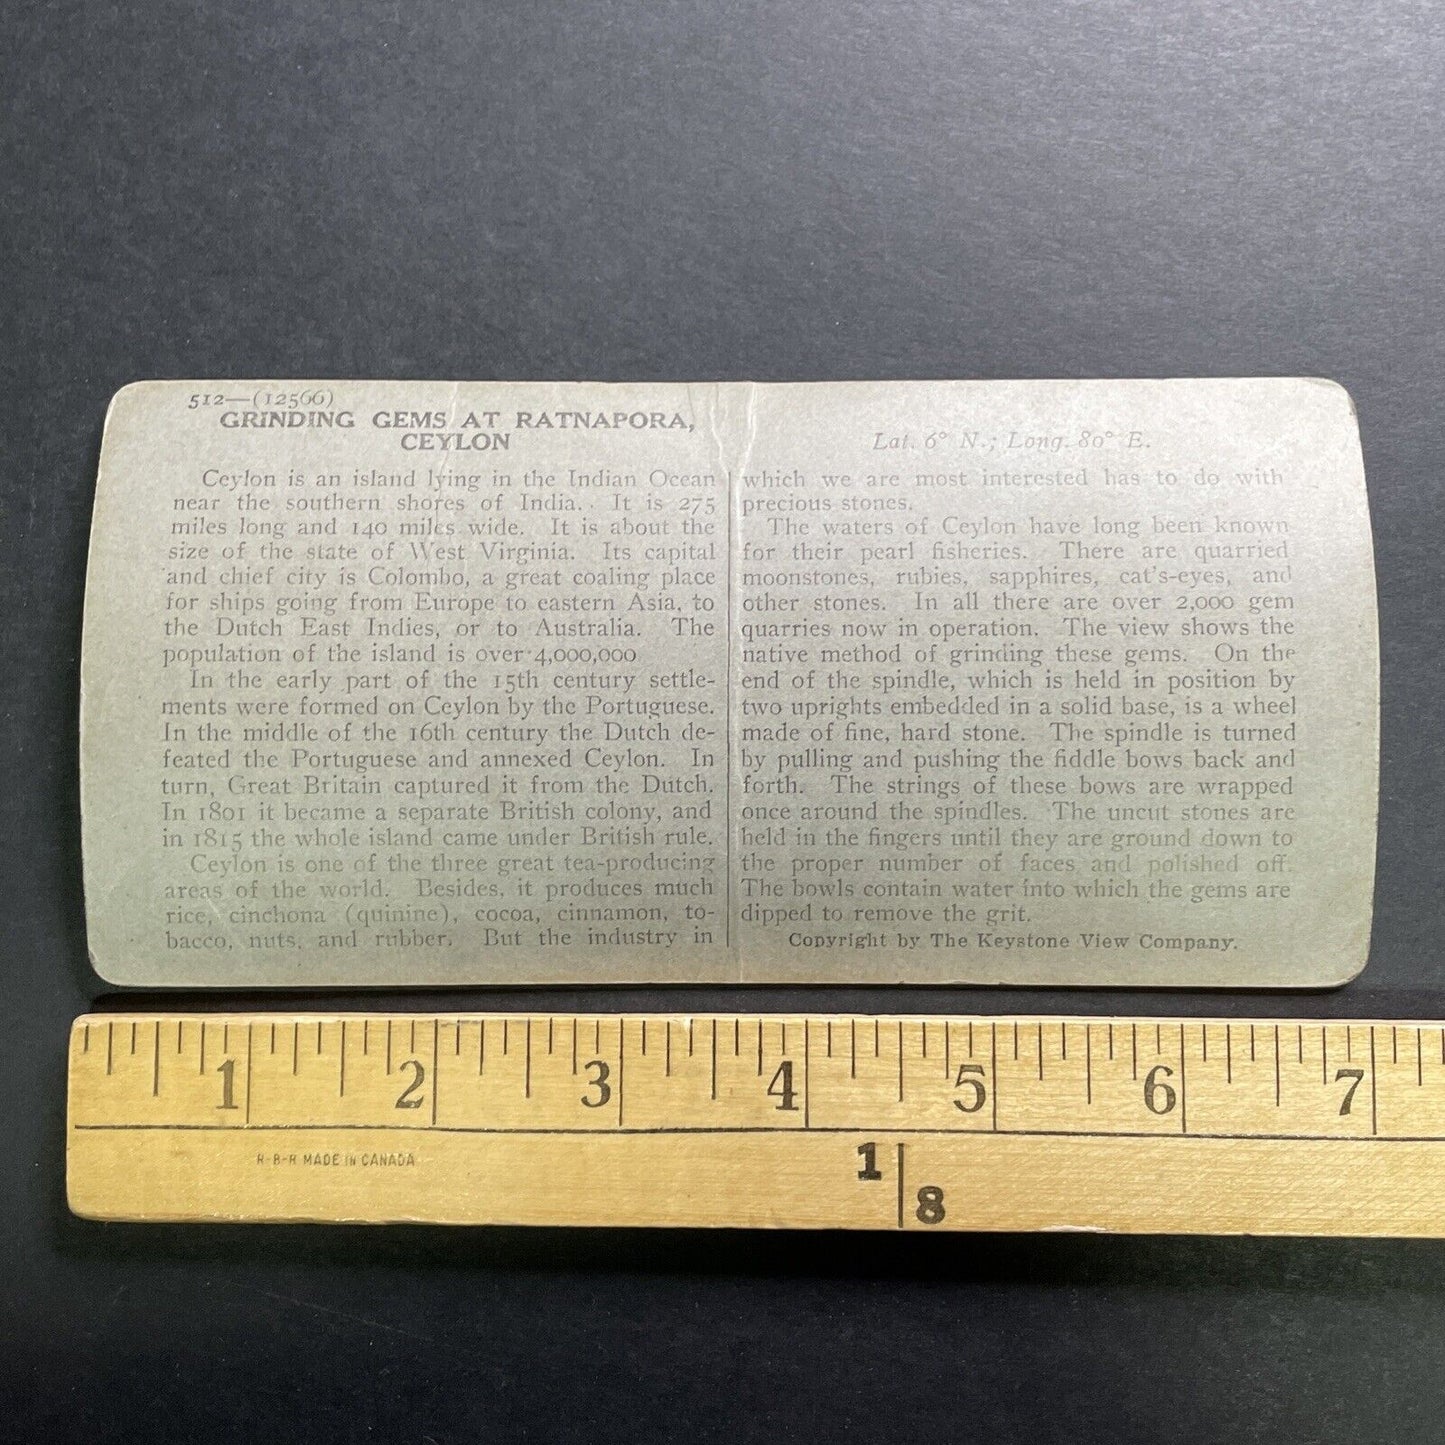 512—(12566)
GRINDING GEMS AT RATNAPORA,
CEYLON
Ceylon is an island lying in the Indian Ocean
near the southern shores of India. It is 275
miles long and 140 miles wide. It is about the
size of the state of West Virginia. Its capital
and chief city is Colombo, a great coaling place
for ships going from Europe to eastern Asia, to
the Dutch East Indies, or to Australia. The
population of the island is over 4,000,000
In the early part of the 15th century settle-
ments were formed on Ceylon by the Portuguese.
In the middle of the 16th century the Dutch de-
feated the Portuguese and annexed Ceylon. In
turn, Great Britain captured it from the Dutch.
In 1801 it became a separate British colony, and
in 1815 the whole island came under British rule.
Ceylon is one of the three great tea-producing
areas of the world. Besides, it produces much
rice, cinchona (quinine), cocoa, cinnamon, to-
bacco, nuts, and rubber. But the industry in
Lat. 6° N.; Long. 80° E.
which we are most interested has to do with
precious stones.
The waters of Ceylon have long been known
for their pearl fisheries. There are quarried
moonstones, rubies, sapphires, cat's-eyes, and
other stones. In all there are over 2,000 gem
quarries now in operation. The view shows the
native method of grinding these gems. On the
end of the spindle, which is held in position by
two uprights embedded in a solid base, is a wheel
made of fine, hard stone. The spindle is turned
by pulling and pushing the fiddle bows back and
forth. The strings of these bows are wrapped
once around the spindles. The uncut stones are
held in the fingers until they are ground down to
the proper number of faces and polished off.
The bowls contain water into which the gems are
dipped to remove the grit.
Copyright by The Keystone View Company.
1 2 3 4 5 6 7
R-B-R MADE IN CANADA
1 8